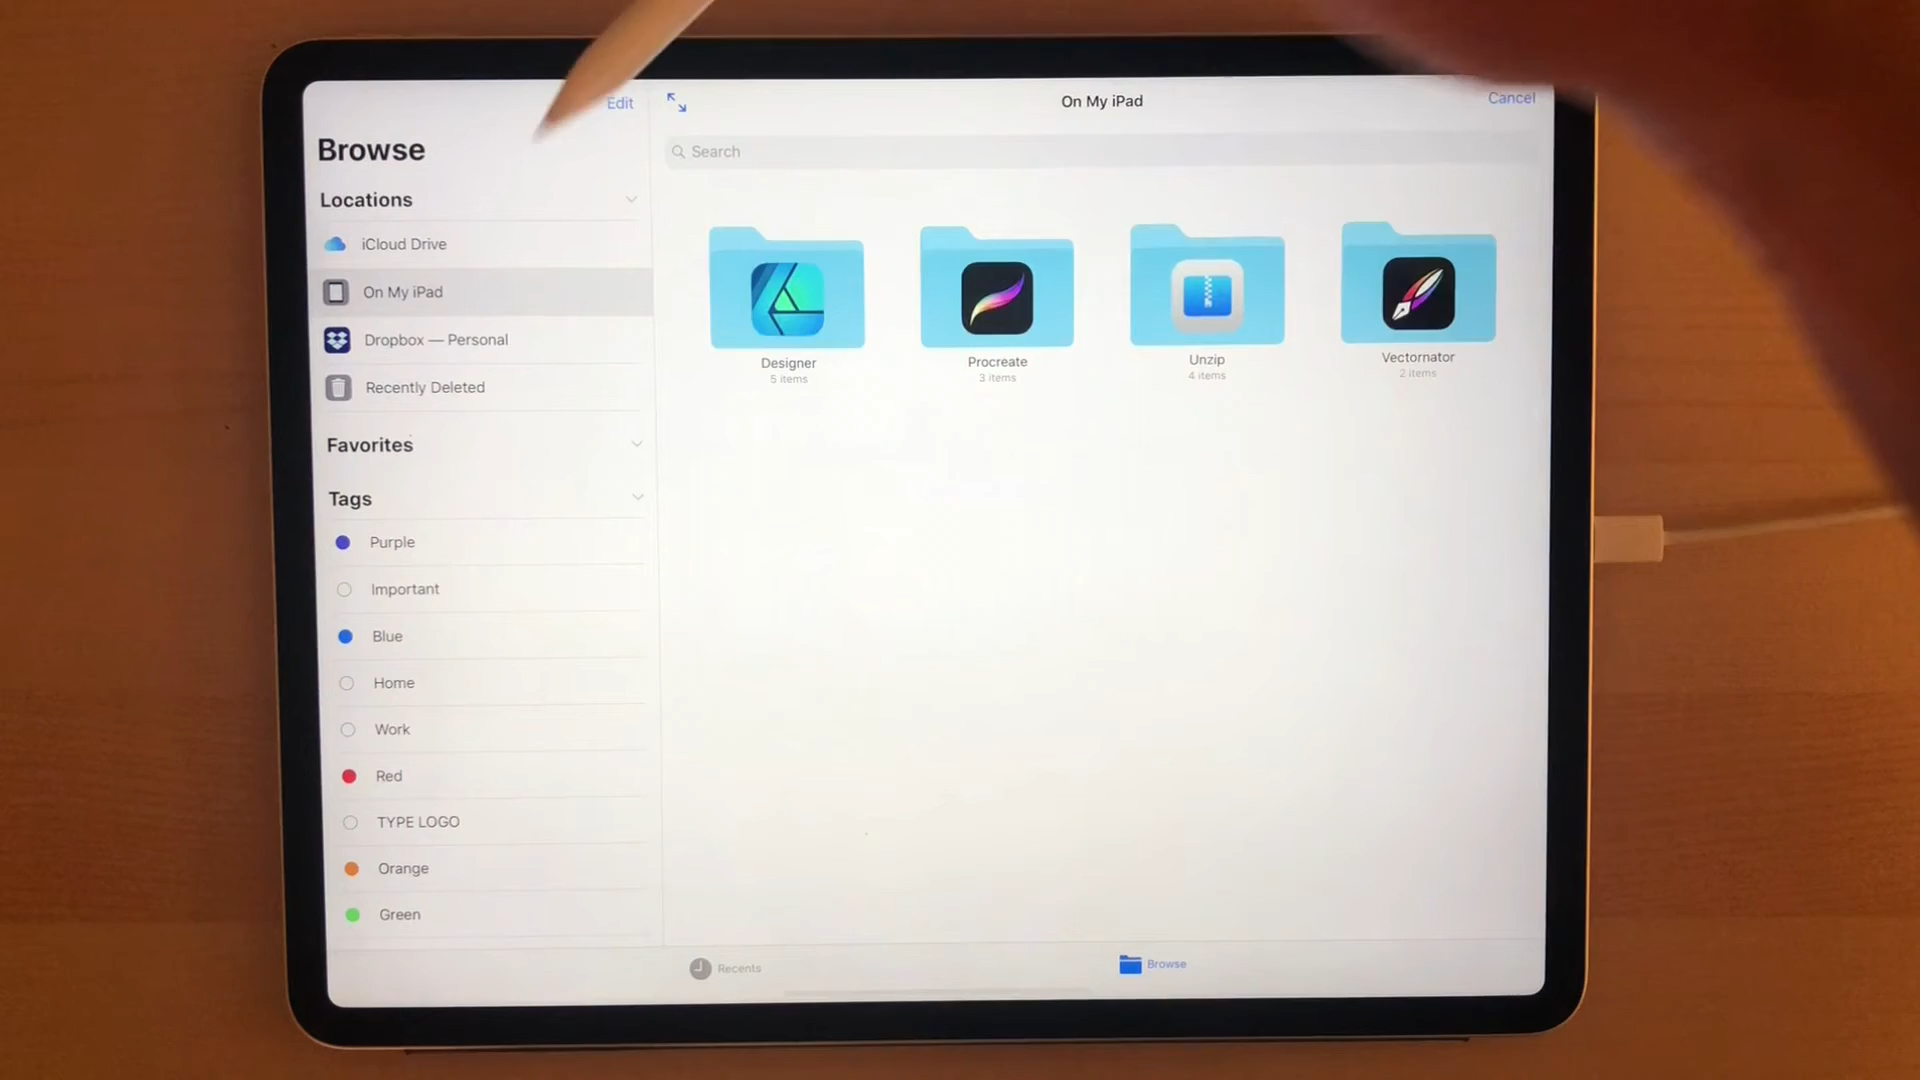 Edit
Browse
Locations
iCloud Drive
On My iPad
Dropbox — Personal
Recently Deleted
Favorites
Tags
Purple
Important
Blue
Home
Work
Red
TYPE LOGO
Orange
Green
On My iPad
Cancel
Search
Designer
5 items
Procreate
3 items
Unzip
4 items
Vectornator
2 items
Recents
Browse